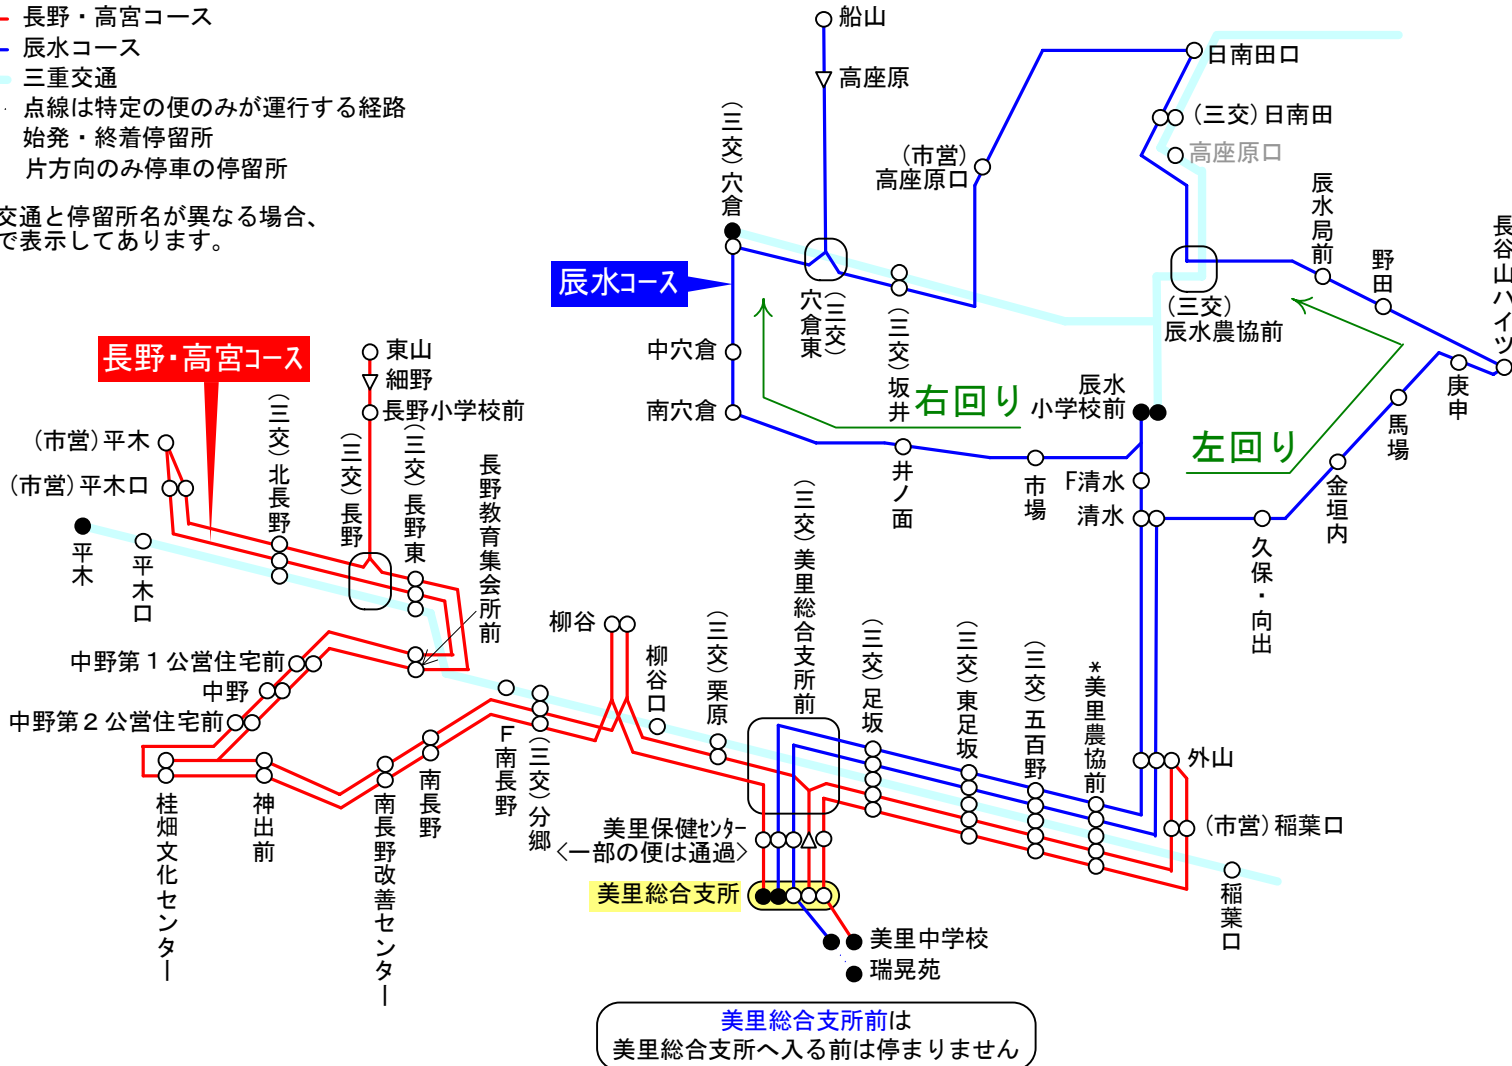 長野・高宮コース
辰水コース
三重交通
点線は特定の便のみが運行する経路
始発・終着停留所
片方向のみ停車の停留所
交通と停留所名が異なる場合、
で表示してあります。
船山
高座原
日南田口
(三交)日南田
高座原口
(市営)
高座原口
(三交)穴倉
辰水局前
野田
長谷山ハイツ
辰水コース
(三交)
穴倉東
(三交)坂井
(三交)
辰水農協前
中穴倉
南穴倉
右回り
辰水
小学校前
左回り
庚申
馬場
金垣内
久保・向出
井ノ面
市場
F清水
清水
長野・高宮コース
東山
細野
長野小学校前
(市営)平木
(市営)平木口
(三交)北長野
(三交)長野
(三交)長野東
長野教育集会所前
平木
平木口
中野第1公営住宅前
中野
中野第2公営住宅前
桂畑文化センター
神出前
南長野改善センター
南長野
F南長野
(三交)分郷
柳谷
柳谷口
(三交)栗原
(三交)美里総合支所前
(三交)足坂
(三交)東足坂
(三交)五百野
*美里農協前
外山
(市営)稲葉口
稲葉口
美里保健センター
<一部の便は通過>
美里総合支所
美里中学校
瑞晃苑
美里総合支所前は
美里総合支所へ入る前は停まりません